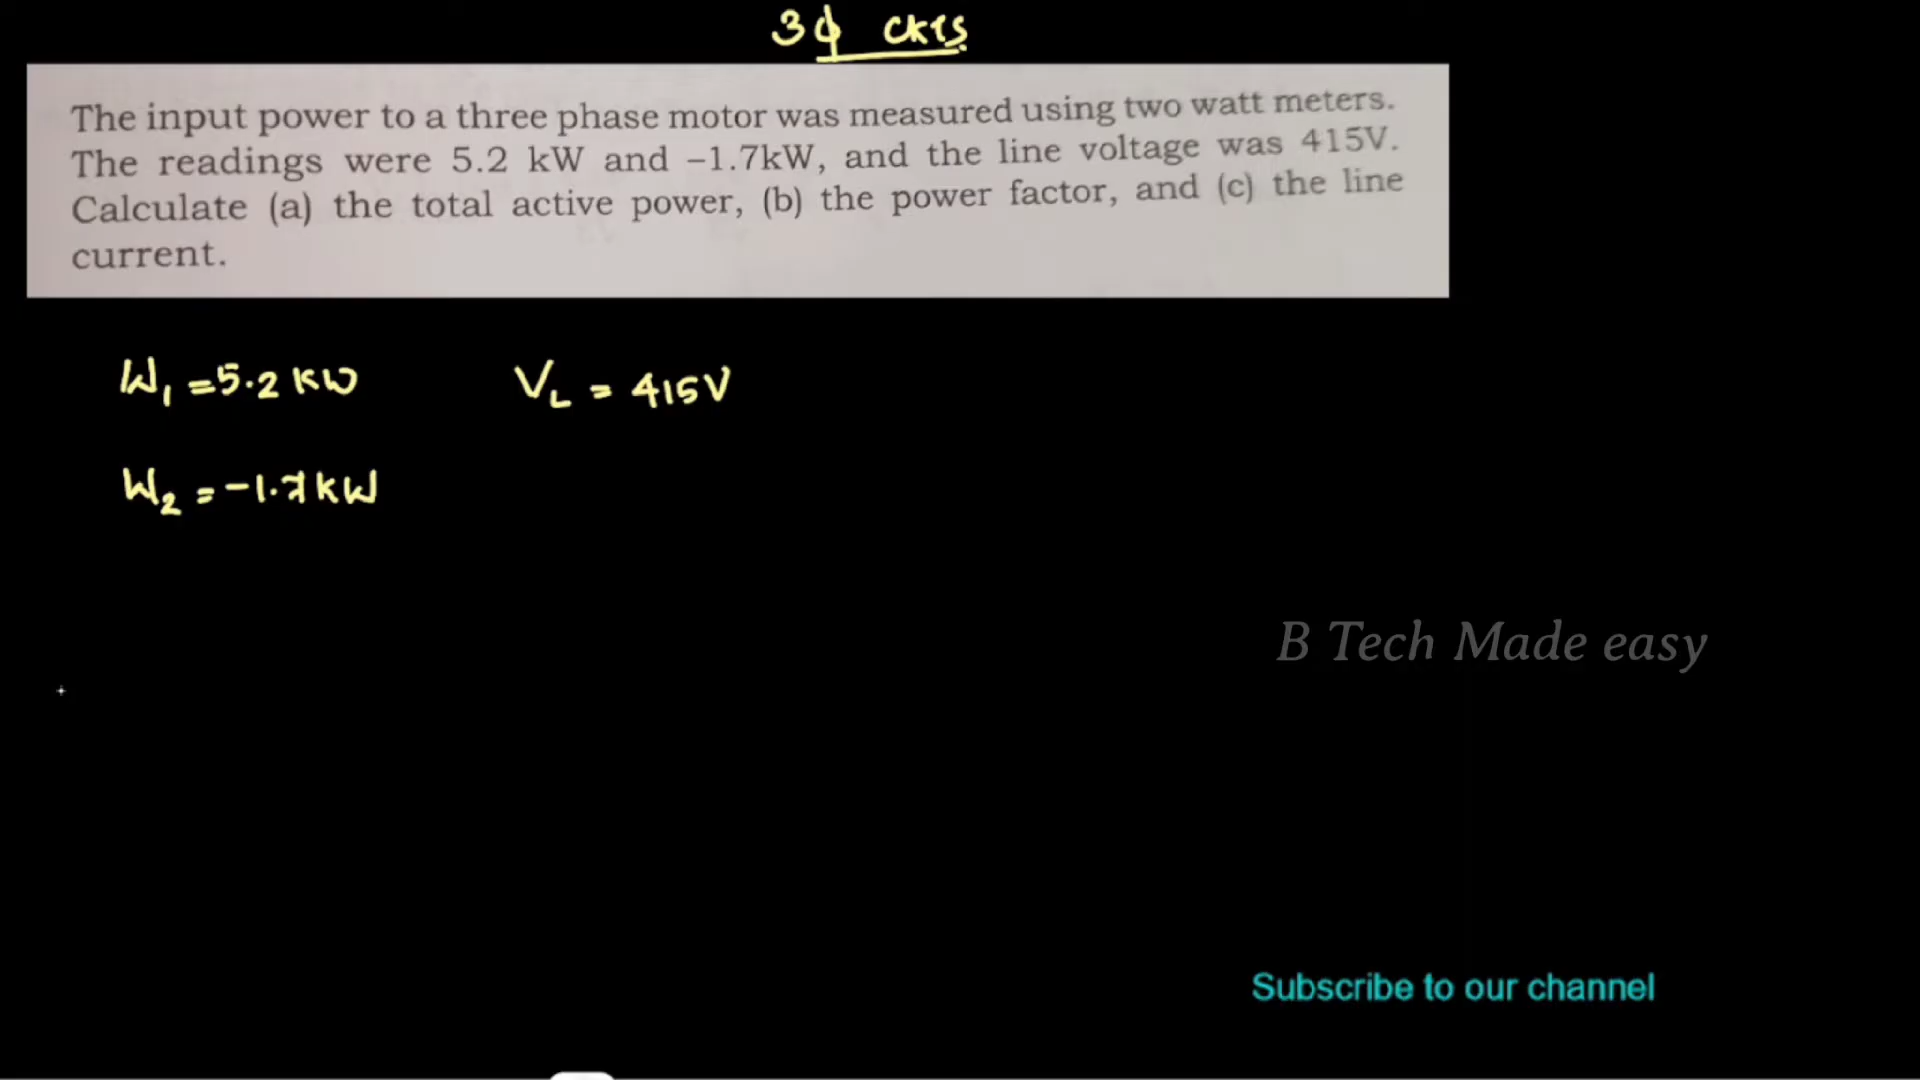 3ϕ CKTS
The input power to a three phase motor was measured using two watt meters.
The readings were 5.2 kW and –1.7kW, and the line voltage was 415V.
Calculate (a) the total active power, (b) the power factor, and (c) the line
current.
W₁ = 5.2 KW V_L = 415V
W₂ = -1.7 KW
B Tech Made easy
Subscribe to our channel